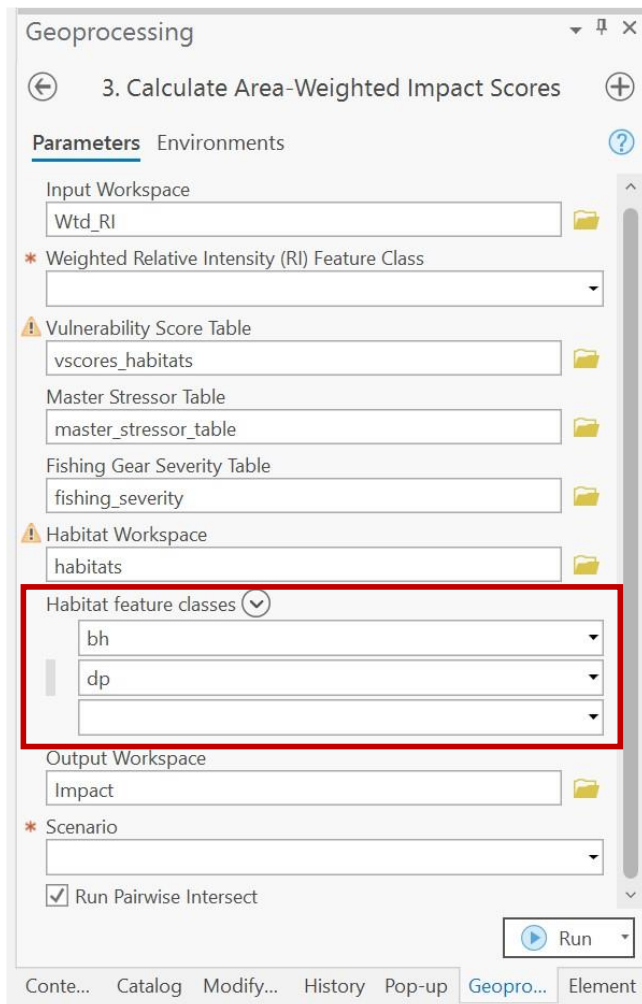 Geoprocessing
3. Calculate Area-Weighted Impact Scores
Parameters Environments
Input Workspace
Wtd_RI
* Weighted Relative Intensity (RI) Feature Class
Vulnerability Score Table
vscores_habitats
Master Stressor Table
master_stressor_table
Fishing Gear Severity Table
fishing_severity
Habitat Workspace
habitats
Habitat feature classes
bh
dp
Output Workspace
Impact
* Scenario
Run Pairwise Intersect
Run
Conte... Catalog Modify... History Pop-up Geopro... Element